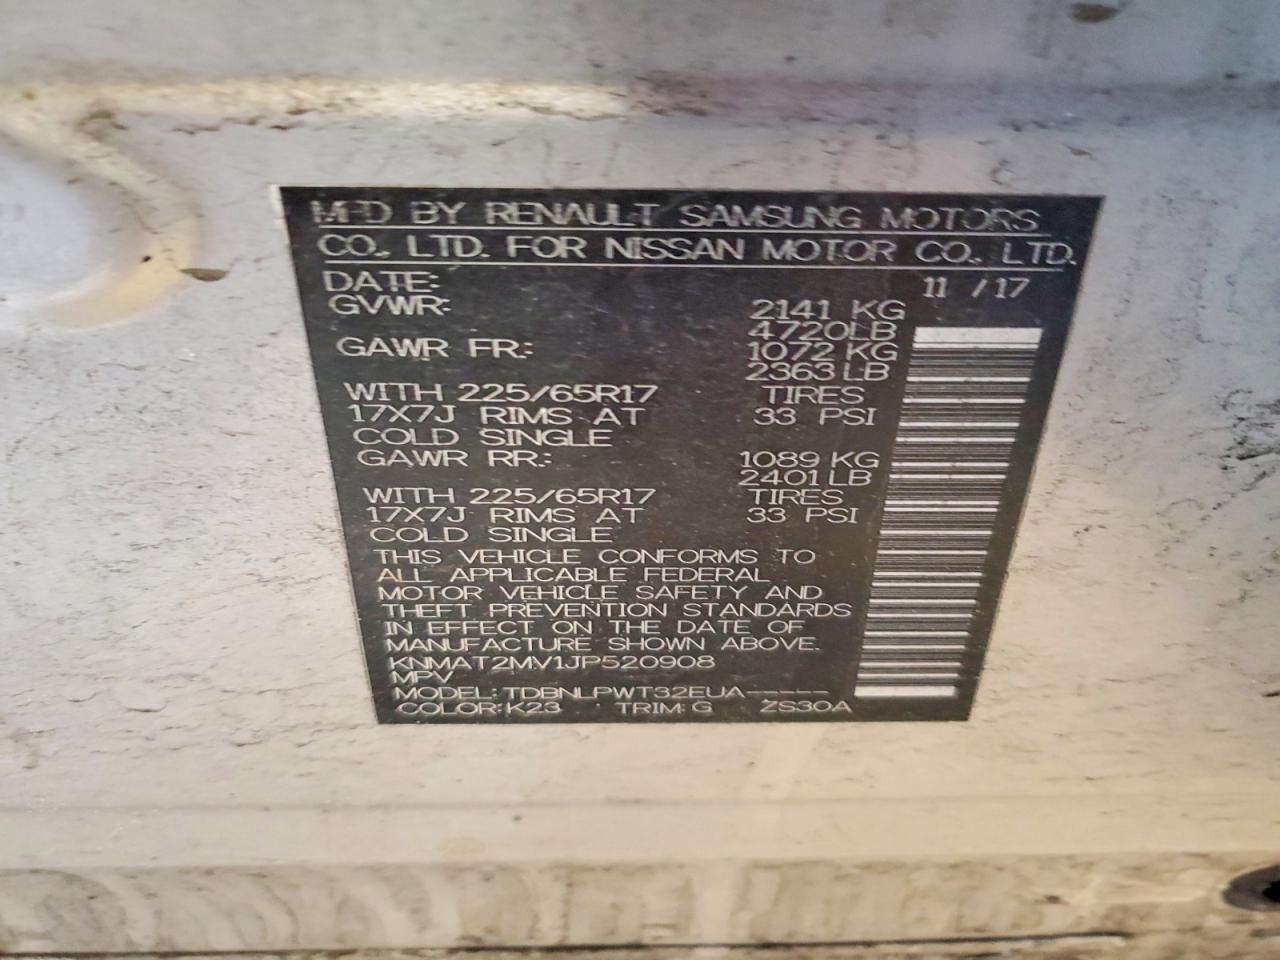 MFD BY RENAULT SAMSUNG MOTORS
CO., LTD. FOR NISSAN MOTOR CO., LTD.
DATE: 11 /17
GVWR: 2141 KG
4720LB
GAWR FR.: 1072 KG
2363 LB
WITH 225/65R17 TIRES
17X7J RIMS AT 33 PSI
COLD SINGLE
GAWR RR.: 1089 KG
2401 LB
WITH 225/65R17 TIRES
17X7J RIMS AT 33 PSI
COLD SINGLE
THIS VEHICLE CONFORMS TO
ALL APPLICABLE FEDERAL
MOTOR VEHICLE SAFETY AND
THEFT PREVENTION STANDARDS
IN EFFECT ON THE DATE OF
MANUFACTURE SHOWN ABOVE.
KNMAT2MV1JP520908
MPV
MODEL: TDBNLPWT32EUA-----
COLOR: K23 TRIM: G ZS30A